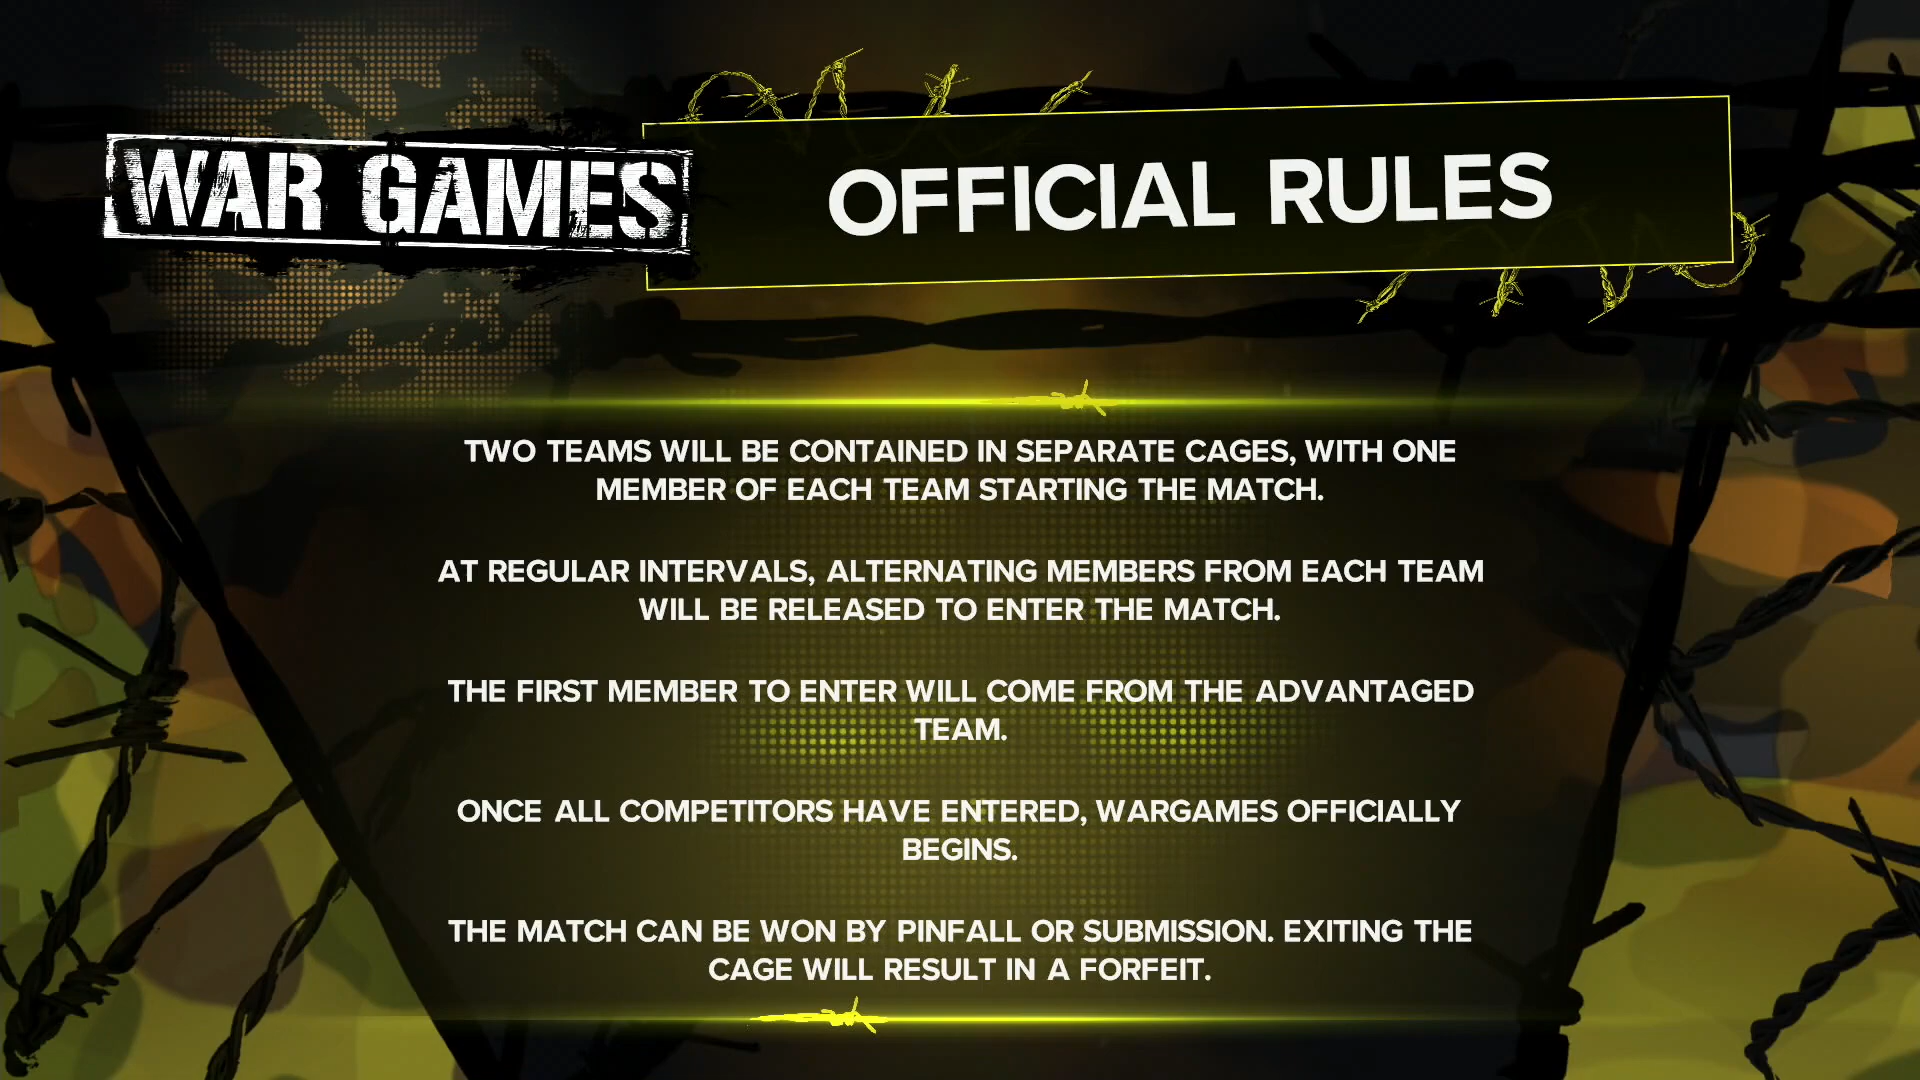 WAR GAMES
OFFICIAL RULES
TWO TEAMS WILL BE CONTAINED IN SEPARATE CAGES, WITH ONE
MEMBER OF EACH TEAM STARTING THE MATCH.
AT REGULAR INTERVALS, ALTERNATING MEMBERS FROM EACH TEAM
WILL BE RELEASED TO ENTER THE MATCH.
THE FIRST MEMBER TO ENTER WILL COME FROM THE ADVANTAGED
TEAM.
ONCE ALL COMPETITORS HAVE ENTERED, WARGAMES OFFICIALLY
BEGINS.
THE MATCH CAN BE WON BY PINFALL OR SUBMISSION. EXITING THE
CAGE WILL RESULT IN A FORFEIT.